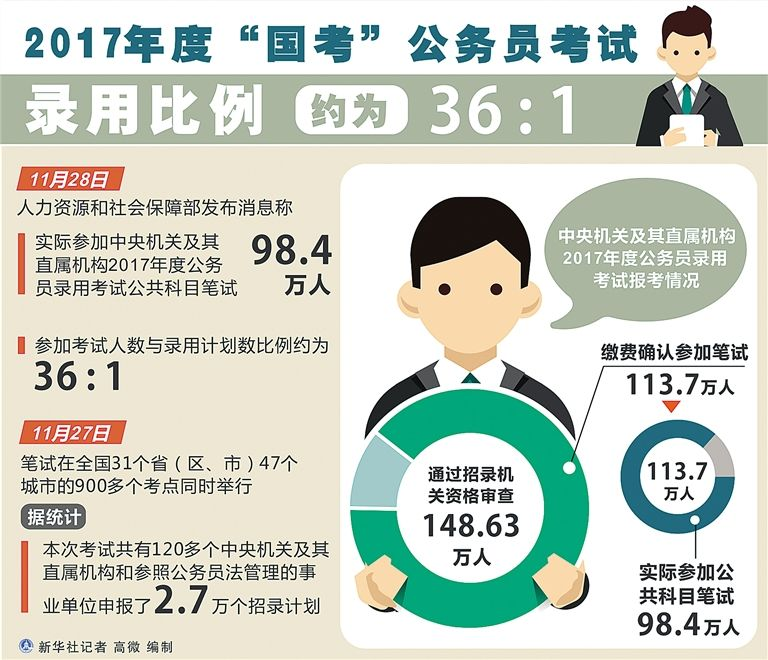 2017年度“国考”公务员考试
录用比例 约为 36:1
11月28日
人力资源和社会保障部发布消息称
实际参加中央机关及其
直属机构2017年度公务
员录用考试公共科目笔试
98.4
万人
参加考试人数与录用计划数比例约为
36:1
11月27日
笔试在全国31个省（区、市）47个
城市的900多个考点同时举行
据统计
本次考试共有120多个中央机关及其
直属机构和参照公务员法管理的事
业单位申报了2.7万个招录计划
中央机关及其直属机构
2017年度公务员录用
考试报考情况
通过招录机
关资格审查
148.63
万人
缴费确认参加笔试
113.7万人
113.7
万人
实际参加公
共科目笔试
98.4万人
新华社记者 高微 编制